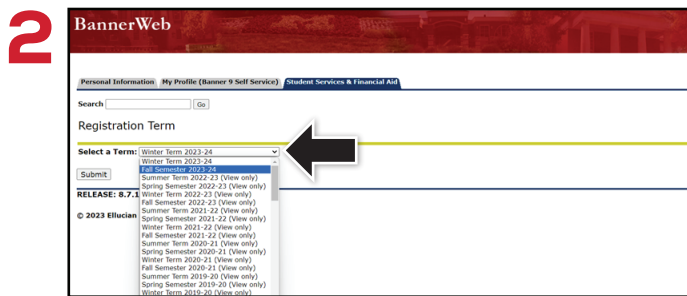 2
BannerWeb
Personal Information My Profile (Banner 9 Self Service) Student Services & Financial Aid
Search Go
Registration Term
Select a Term: Winter Term 2023-24
Winter Term 2023-24
Fall Semester 2023-24
Submit
Summer Term 2022-23 (View only)
Spring Semester 2022-23 (View only)
RELEASE: 8.7.1
Winter Term 2022-23 (View only)
Fall Semester 2022-23 (View only)
Summer Term 2021-22 (View only)
© 2023 Ellucian
Spring Semester 2021-22 (View only)
Winter Term 2021-22 (View only)
Fall Semester 2021-22 (View only)
Summer Term 2020-21 (View only)
Spring Semester 2020-21 (View only)
Winter Term 2020-21 (View only)
Fall Semester 2020-21 (View only)
Summer Term 2019-20 (View only)
Spring Semester 2019-20 (View only)
Winter Term 2019-20 (View only)